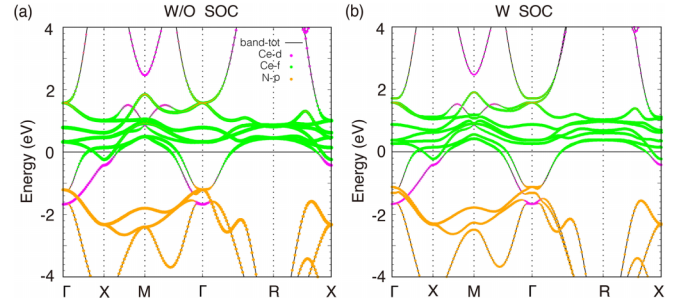 (a) W/O SOC
4
2
0
-2
-4
Energy (eV)
band-tot
Ce-d
Ce-f
N-p
Γ X M Γ R X
(b) W SOC
4
2
0
-2
-4
Energy (eV)
Γ X M Γ R X